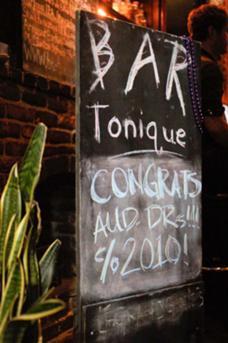 BAR
Tonique
CONGRATS
AUD. DRs!!!
c/o 2010!